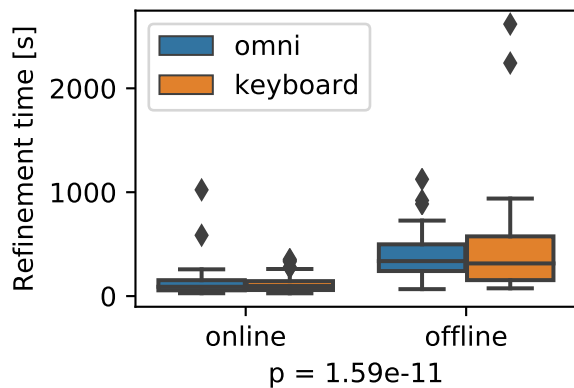 Refinement time [s]
2000
1000
0
omni
keyboard
online
offline
p = 1.59e-11